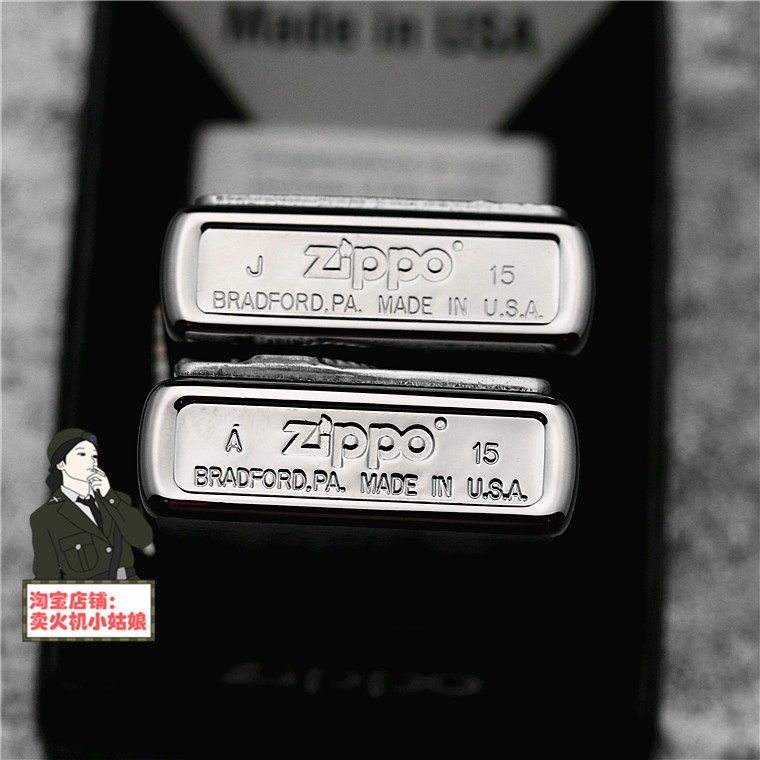 Made in USA
J zippo 15
BRADFORD, PA. MADE IN U.S.A.
Á zippo 15
BRADFORD, PA. MADE IN U.S.A.
淘宝店铺:
卖火机小姑娘
zippo